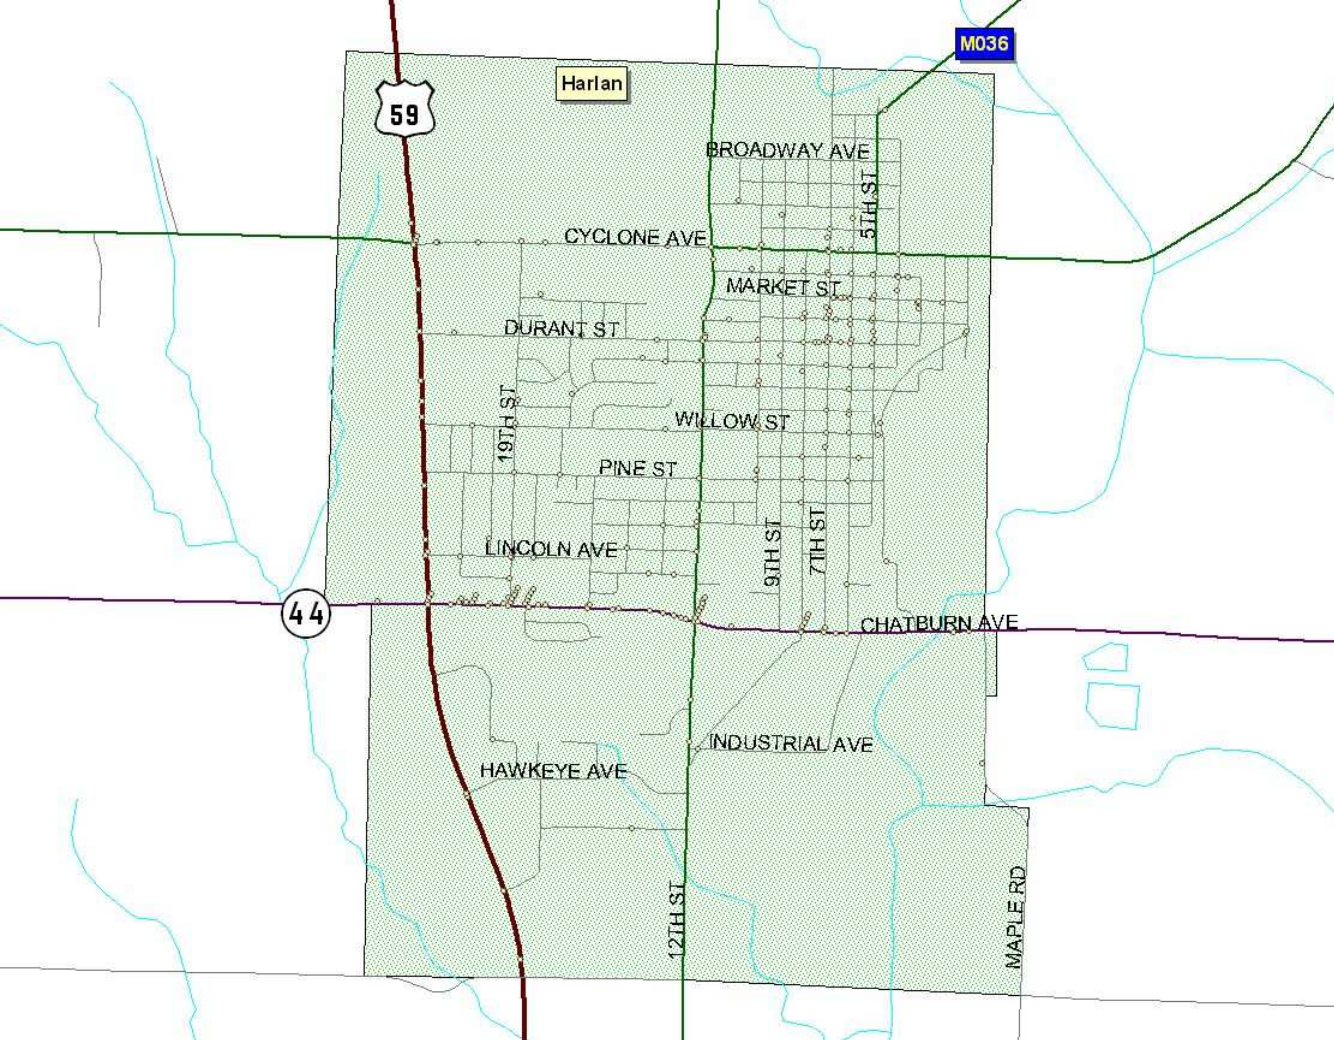 M036
Harlan
59
BROADWAY AVE
5TH ST
CYCLONE AVE
MARKET ST
DURANT ST
19TH ST
WILLOW ST
PINE ST
9TH ST
7TH ST
LINCOLN AVE
44
CHATBURN AVE
INDUSTRIAL AVE
HAWKEYE AVE
12TH ST
MAPLE RD